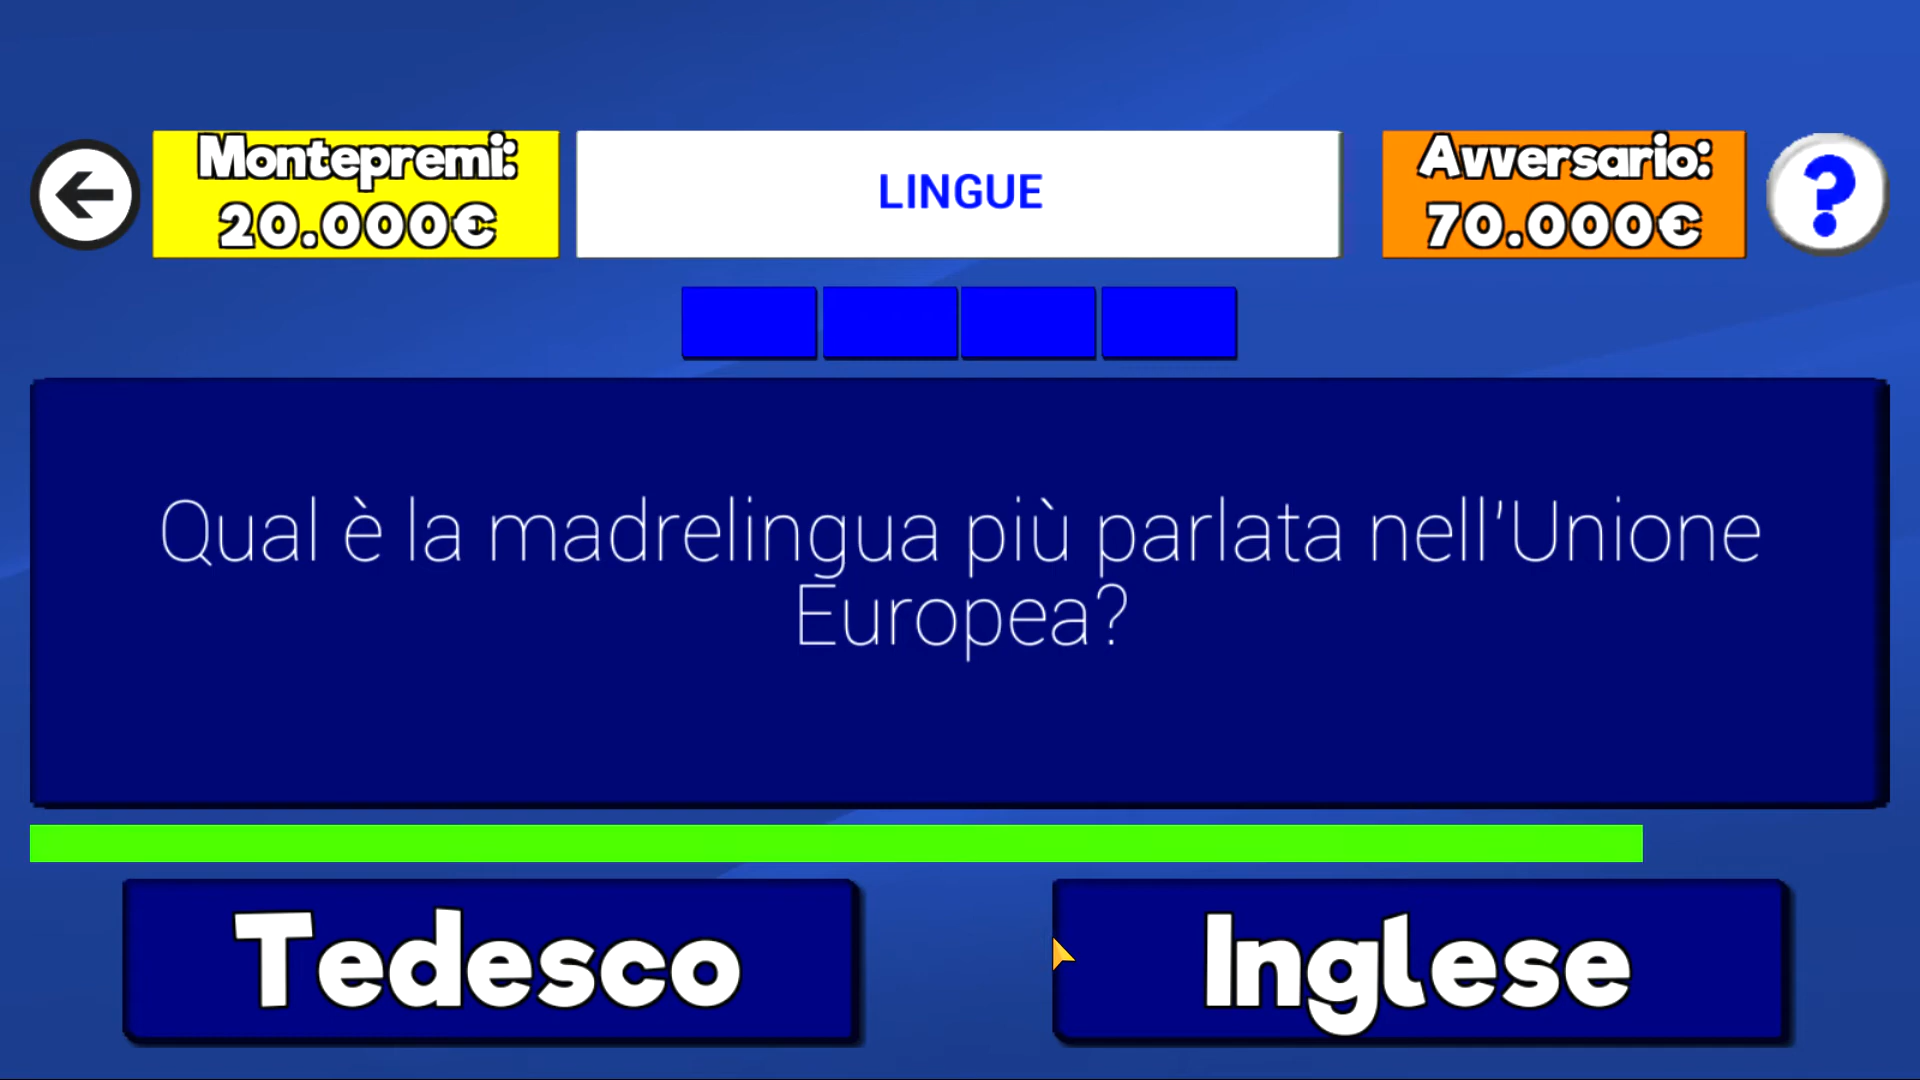 Montepremi:
20.000€
LINGUE
Avversario:
70.000€
?
Qual è la madrelingua più parlata nell'Unione
Europea?
Tedesco
Inglese